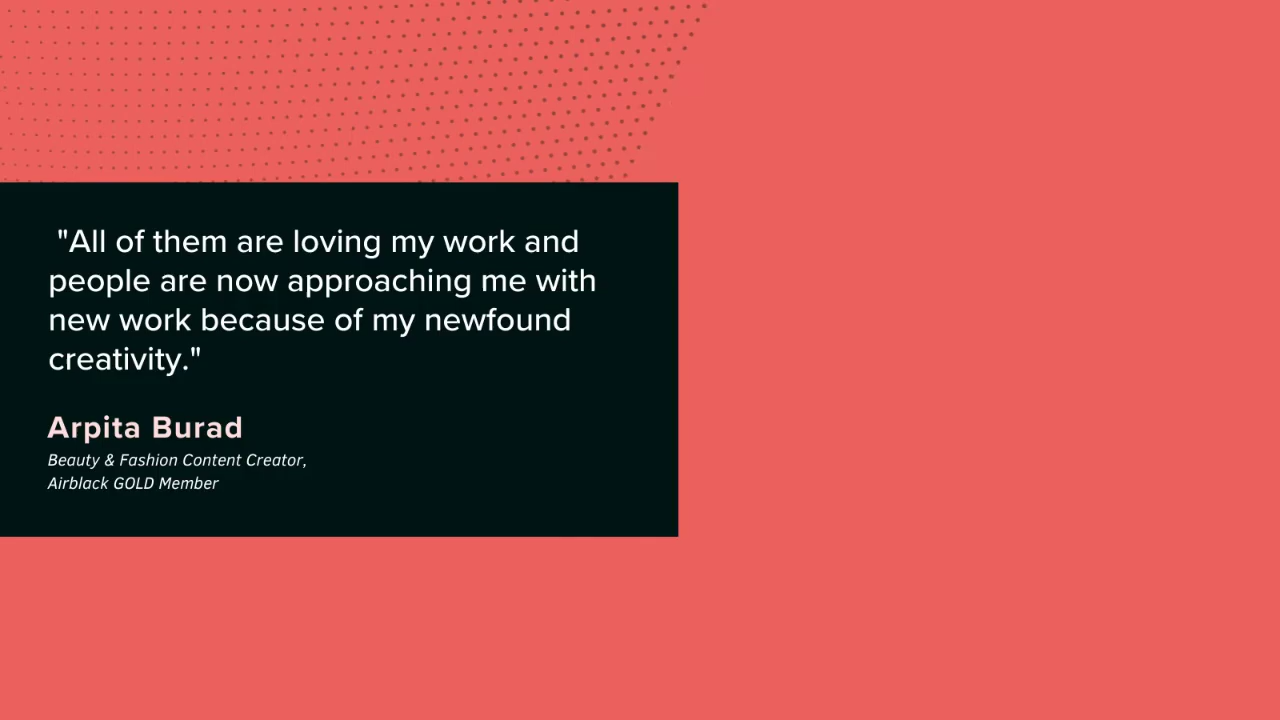 "All of them are loving my work and
people are now approaching me with
new work because of my newfound
creativity."
Arpita Burad
Beauty & Fashion Content Creator,
Airblack GOLD Member